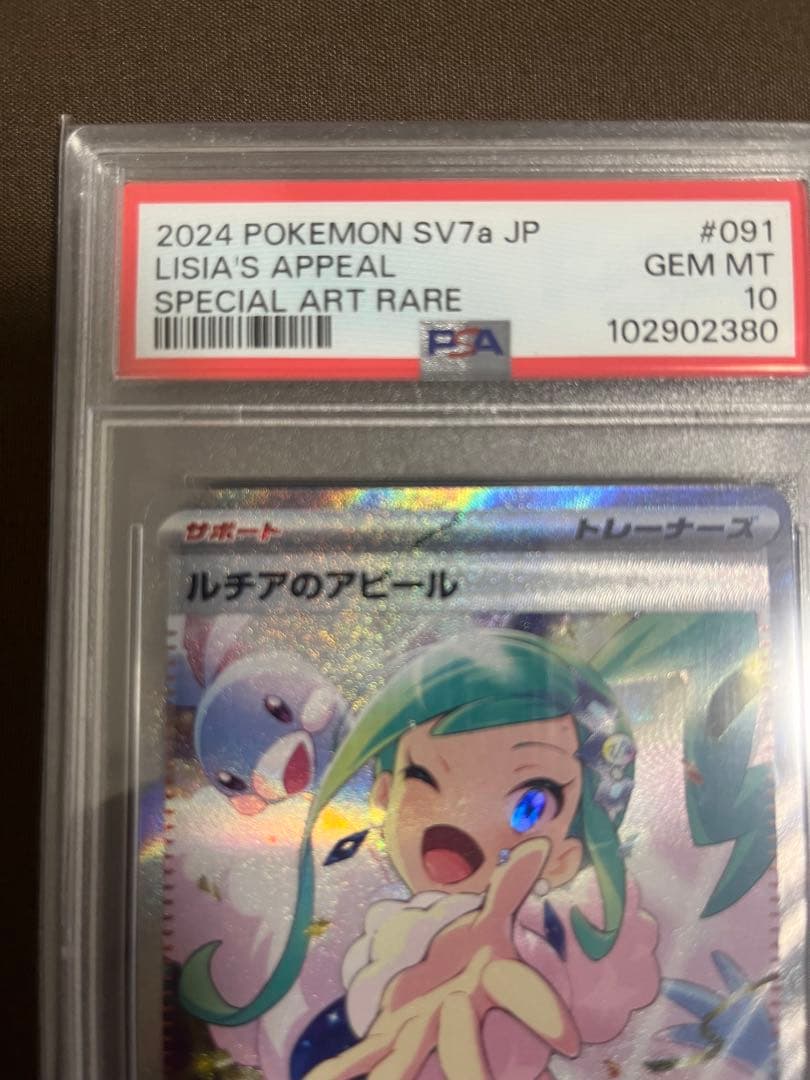 2024 POKEMON SV7a JP #091
LISIA'S APPEAL GEM MT
SPECIAL ART RARE 10
PSA 102902380
サポート トレーナーズ
ルチアのアピール